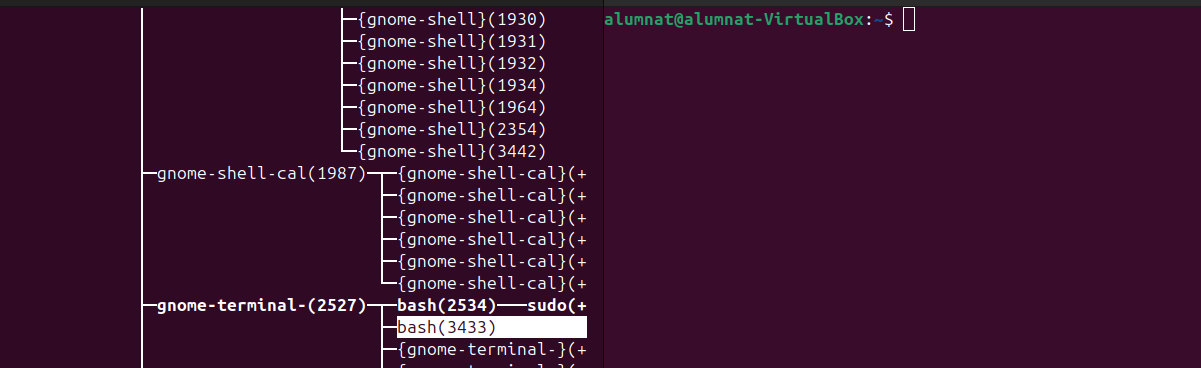 {gnome-shell}(1930)
{gnome-shell}(1931)
{gnome-shell}(1932)
{gnome-shell}(1934)
{gnome-shell}(1964)
{gnome-shell}(2354)
{gnome-shell}(3442)
gnome-shell-cal(1987) {gnome-shell-cal}(+
{gnome-shell-cal}(+
{gnome-shell-cal}(+
{gnome-shell-cal}(+
{gnome-shell-cal}(+
{gnome-shell-cal}(+
gnome-terminal-(2527) bash(2534) sudo(+
bash(3433)
{gnome-terminal-}(+
alumnat@alumnat-VirtualBox:~$